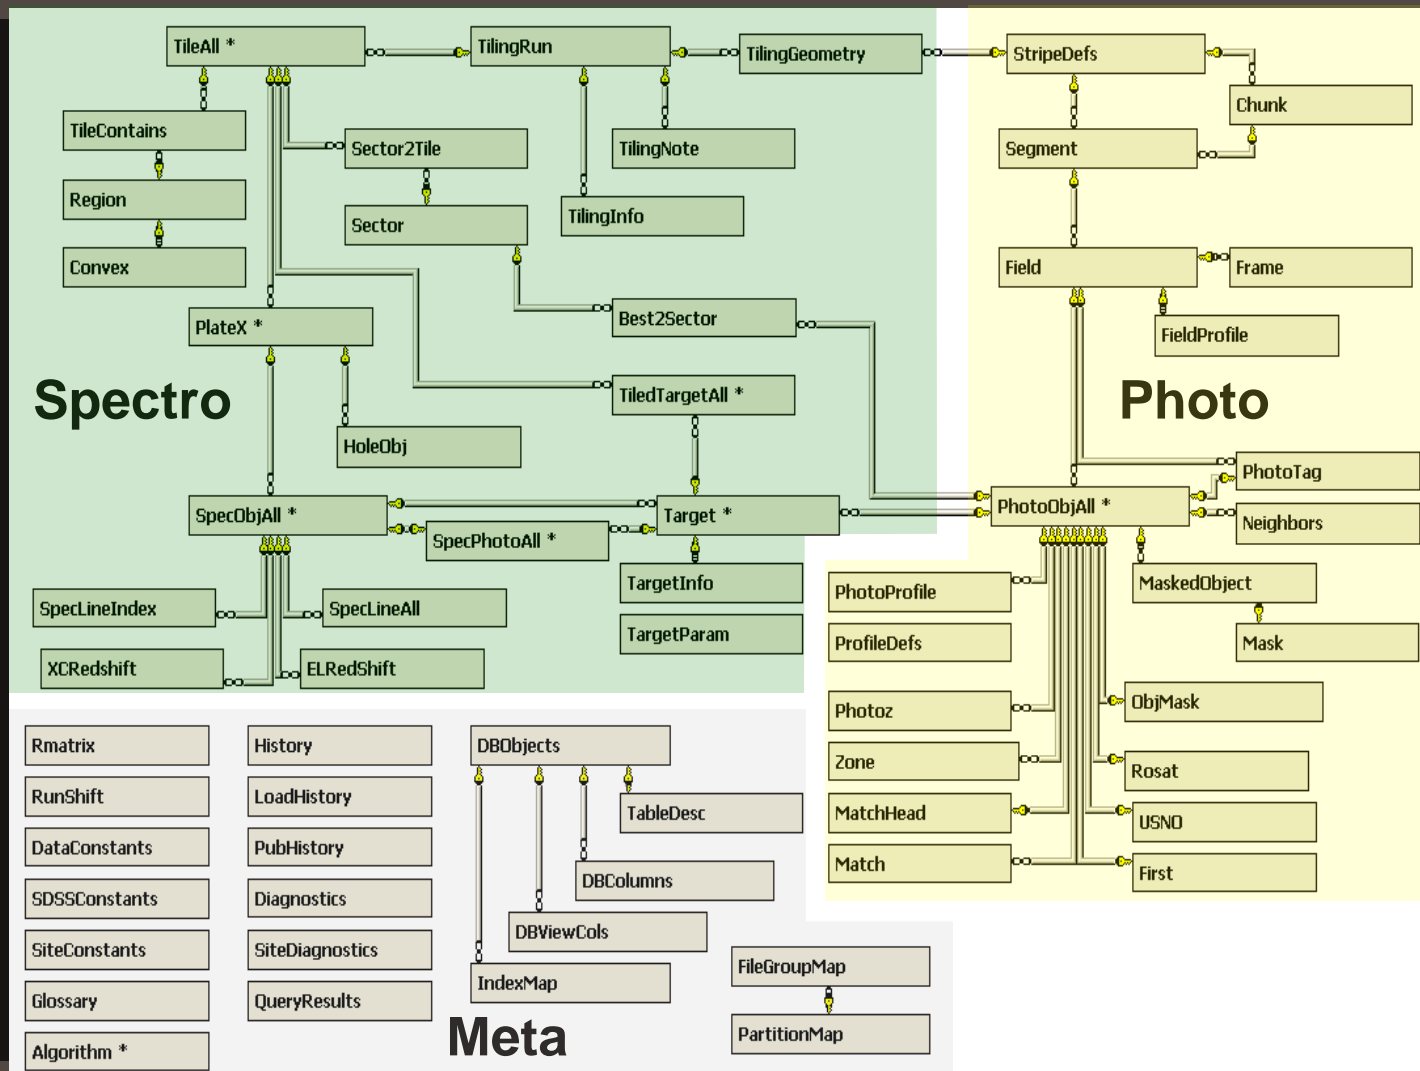 TileAll *
TilingRun
TilingGeometry
StripeDefs
Chunk
TileContains
Sector2Tile
TilingNote
Segment
Region
Sector
TilingInfo
Convex
Field
Frame
PlateX *
Best2Sector
FieldProfile
Spectro
TiledTargetAll *
Photo
HoleObj
PhotoTag
SpecObjAll *
Target *
PhotoObjAll *
Neighbors
SpecPhotoAll *
TargetInfo
MaskedObject
PhotoProfile
SpecLineIndex
SpecLineAll
TargetParam
ProfileDefs
Mask
XCRedshift
ELRedShift
Photoz
ObjMask
Zone
Rosat
MatchHead
USNO
Match
First
Rmatrix
History
DBObjects
RunShift
LoadHistory
TableDesc
DataConstants
PubHistory
DBColumns
SDSSConstants
Diagnostics
DBViewCols
SiteConstants
SiteDiagnostics
FileGroupMap
IndexMap
Glossary
QueryResults
Meta
PartitionMap
Algorithm *